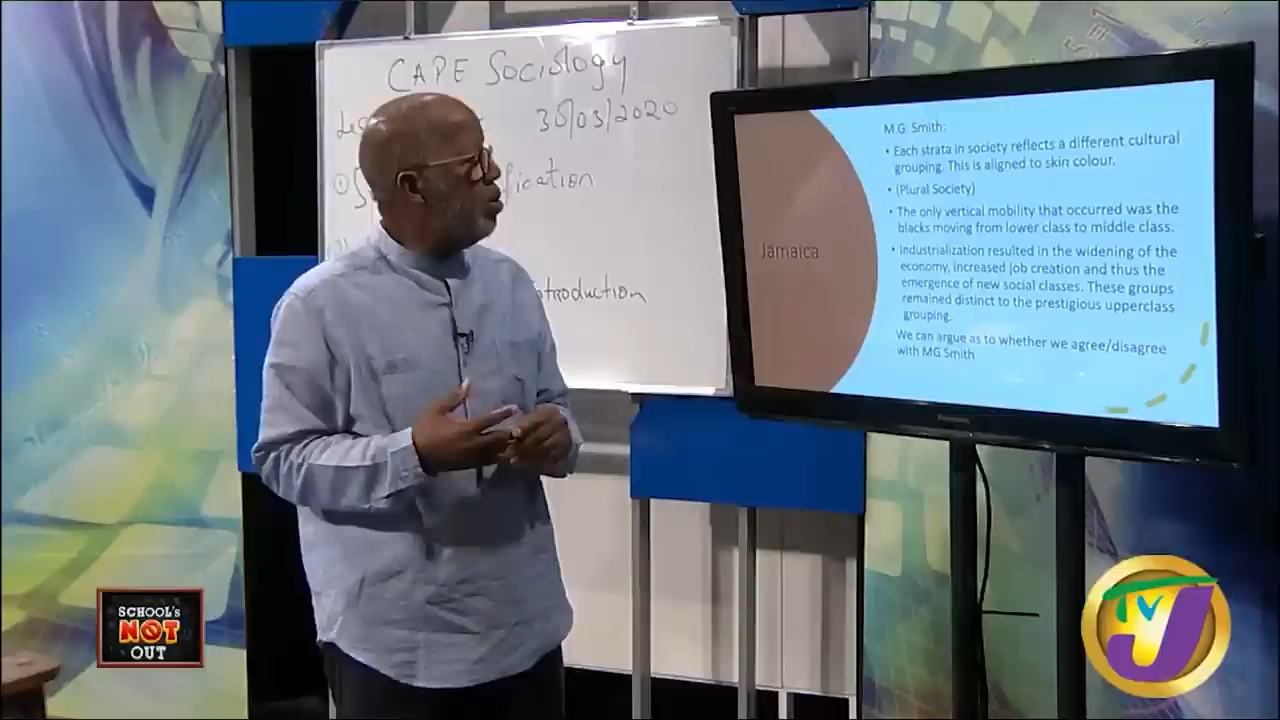 CAPE Sociology
30/03/2020
Jamaica
M.G. Smith:
• Each strata in society reflects a different cultural
grouping. This is aligned to skin colour.
• (Plural Society)
• The only vertical mobility that occurred was the
blacks moving from lower class to middle class.
• Industrialization resulted in the widening of the
economy, increased job creation and thus the
emergence of new social classes. These groups
remained distinct to the prestigious upperclass
grouping.
We can argue as to whether we agree/disagree
with MG Smith
SCHOOL'S
NOT
OUT
TVJ